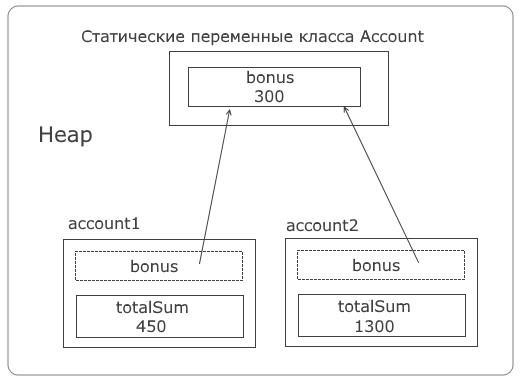 Статические переменные класса Account
bonus
300
Heap
account1
account2
bonus
bonus
totalSum
450
totalSum
1300